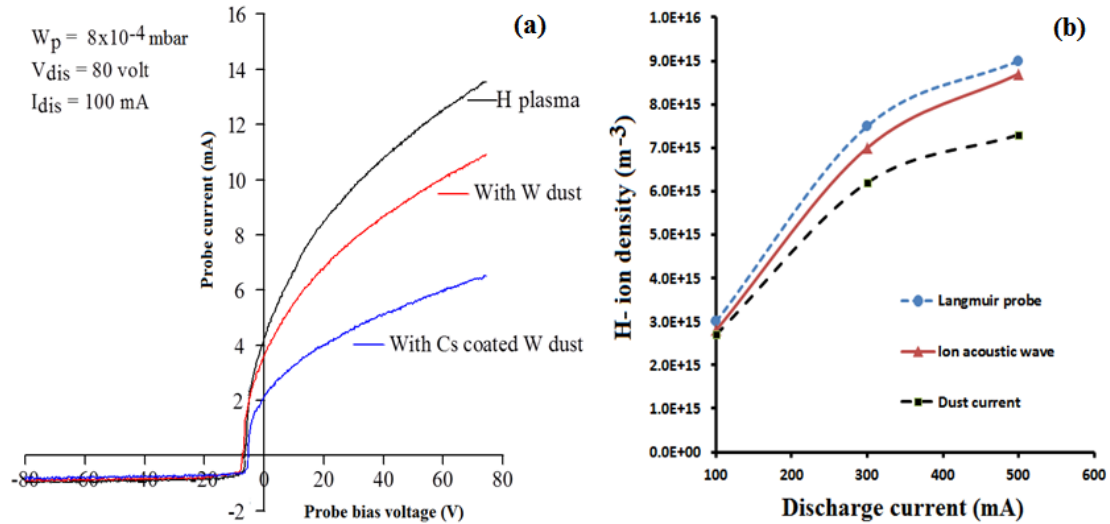 (a)
W_p = 8x10^-4 mbar
V_dis = 80 volt
I_dis = 100 mA
16
14
12
10
8
6
4
2
-2
Probe current (mA)
H plasma
With W dust
With Cs coated W dust
-80 -60 -40 -20 0 20 40 60 80
Probe bias voltage (V)
(b)
1.0E+16
9.0E+15
8.0E+15
7.0E+15
6.0E+15
5.0E+15
4.0E+15
3.0E+15
2.0E+15
1.0E+15
0.0E+00
H- ion density (m^-3)
Langmuir probe
Ion acoustic wave
Dust current
100 200 300 400 500 600
Discharge current (mA)